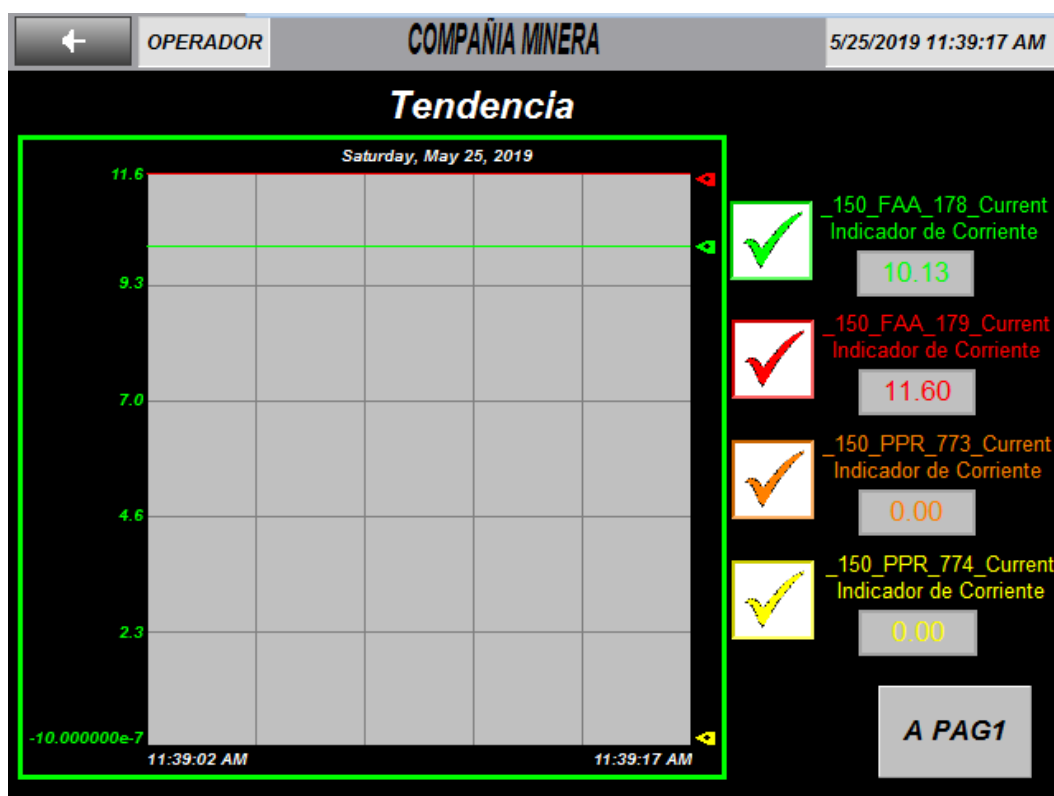 OPERADOR
COMPAÑIA MINERA
5/25/2019 11:39:17 AM
Tendencia
Saturday, May 25, 2019
11.6
9.3
7.0
4.6
2.3
-10.000000e-7
11:39:02 AM
11:39:17 AM
_150_FAA_178_Current
Indicador de Corriente
10.13
_150_FAA_179_Current
Indicador de Corriente
11.60
_150_PPR_773_Current
Indicador de Corriente
0.00
_150_PPR_774_Current
Indicador de Corriente
0.00
A PAG1